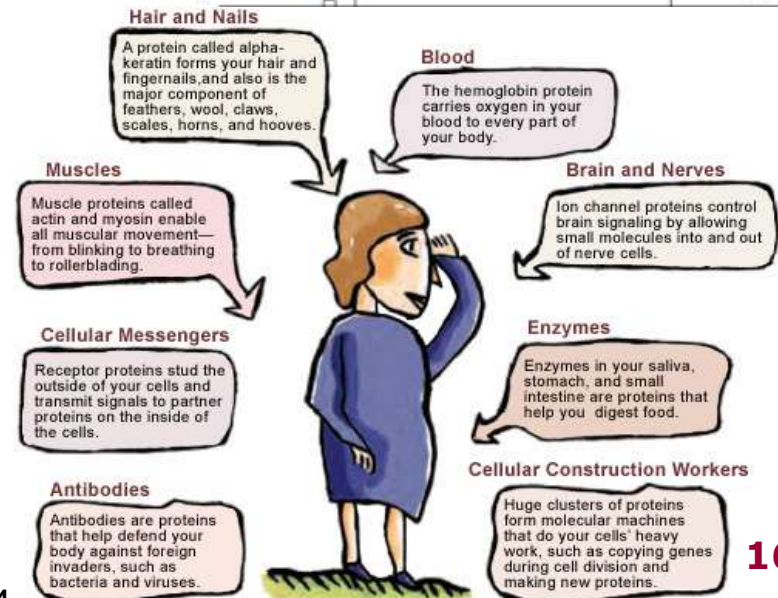 Hair and Nails
A protein called alpha-
keratin forms your hair and
fingernails,and also is the
major component of
feathers, wool, claws,
scales, horns, and hooves.
Blood
The hemoglobin protein
carries oxygen in your
blood to every part of
your body.
Muscles
Muscle proteins called
actin and myosin enable
all muscular movement—
from blinking to breathing
to rollerblading.
Brain and Nerves
Ion channel proteins control
brain signaling by allowing
small molecules into and out
of nerve cells.
Cellular Messengers
Receptor proteins stud the
outside of your cells and
transmit signals to partner
proteins on the inside of
the cells.
Enzymes
Enzymes in your saliva,
stomach, and small
intestine are proteins that
help you digest food.
Antibodies
Antibodies are proteins
that help defend your
body against foreign
invaders, such as
bacteria and viruses.
Cellular Construction Workers
Huge clusters of proteins
form molecular machines
that do your cells' heavy
work, such as copying genes
during cell division and
making new proteins.